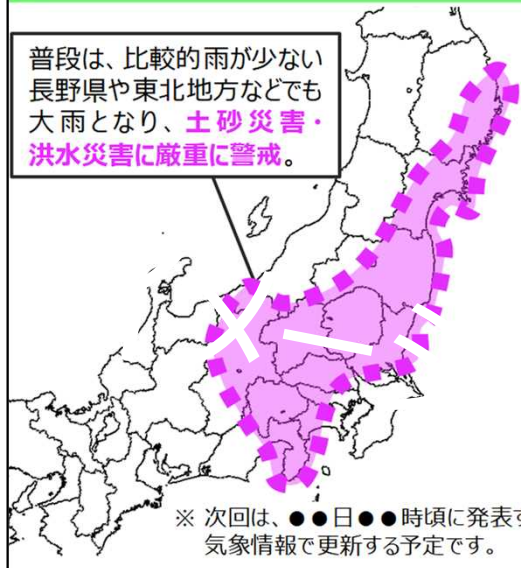 普段は、比較的雨が少ない
長野県や東北地方などでも
大雨となり、土砂災害・
洪水災害に厳重に警戒。
※ 次回は、●●日●●時頃に発表す
気象情報で更新する予定です。